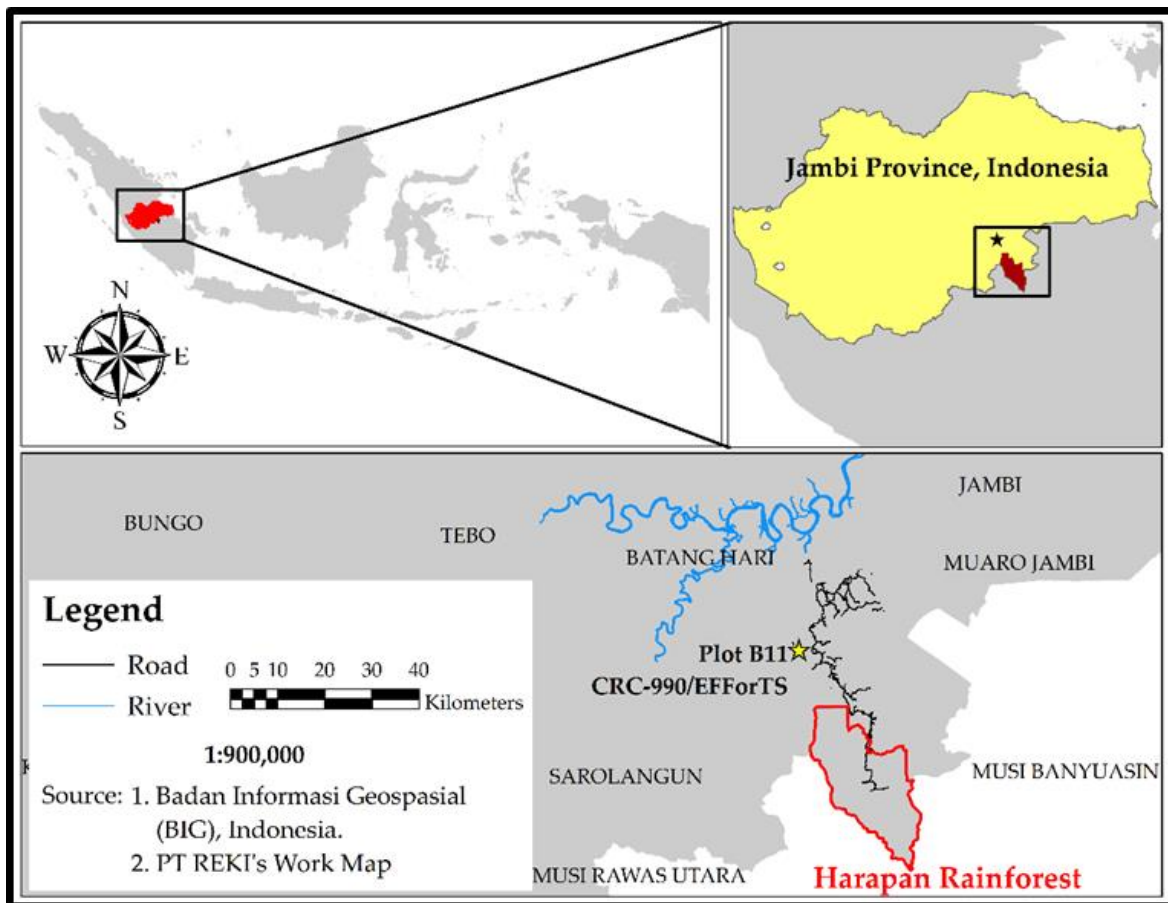 Jambi Province, Indonesia
N
W
E
S
JAMBI
BUNGO
TEBO
BATANG HARI
MUARO JAMBI
Legend
Road
River
0 5 10 20 30 40
Kilometers
1:900,000
Source: 1. Badan Informasi Geospasial
(BIG), Indonesia.
2. PT REKI's Work Map
Plot B11
CRC-990/EFForTS
SAROLANGUN
MUSI BANYUASIN
MUSI RAWAS UTARA
Harapan Rainforest